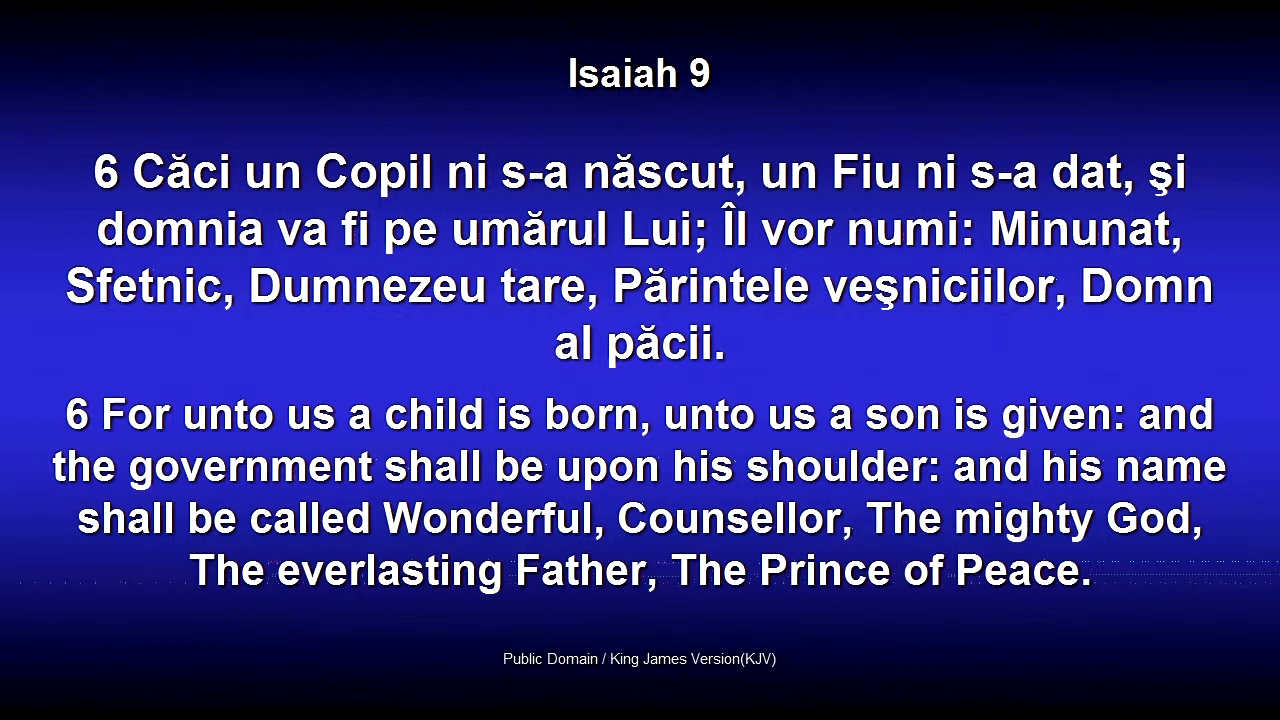 Isaiah 9
6 Căci un Copil ni s-a născut, un Fiu ni s-a dat, şi
domnia va fi pe umărul Lui; Îl vor numi: Minunat,
Sfetnic, Dumnezeu tare, Părintele veşniciilor, Domn
al păcii.
6 For unto us a child is born, unto us a son is given: and
the government shall be upon his shoulder: and his name
shall be called Wonderful, Counsellor, The mighty God,
The everlasting Father, The Prince of Peace.
Public Domain / King James Version(KJV)